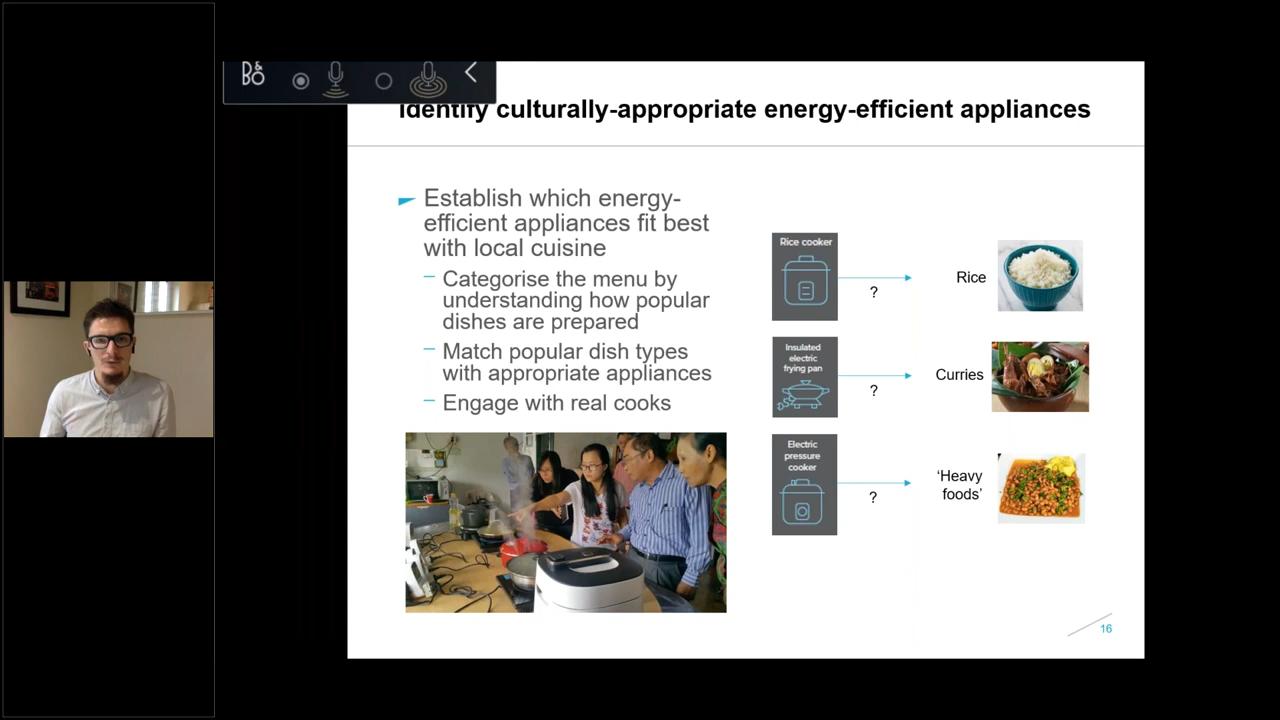 B&O
Identify culturally-appropriate energy-efficient appliances
Establish which energy-
efficient appliances fit best
with local cuisine
Categorise the menu by
understanding how popular
dishes are prepared
Match popular dish types
with appropriate appliances
Engage with real cooks
Rice cooker
?
Rice
Insulated
electric
frying pan
?
Curries
Electric
pressure
cooker
?
‘Heavy
foods’
16